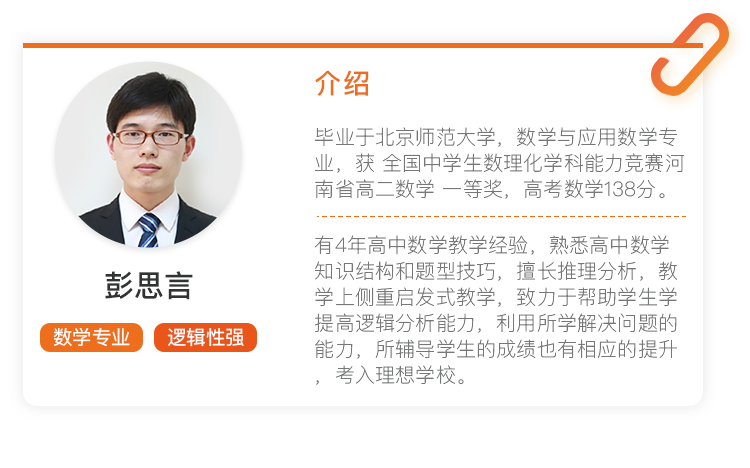 介绍
毕业于北京师范大学，数学与应用数学专
业，获 全国中学生数理化学科能力竞赛河
南省高二数学 一等奖，高考数学138分。
有4年高中数学教学经验，熟悉高中数学
知识结构和题型技巧，擅长推理分析，教
学上侧重启发式教学，致力于帮助学生学
提高逻辑分析能力，利用所学解决问题的
能力，所辅导学生的成绩也有相应的提升
，考入理想学校。
彭思言
数学专业
逻辑性强